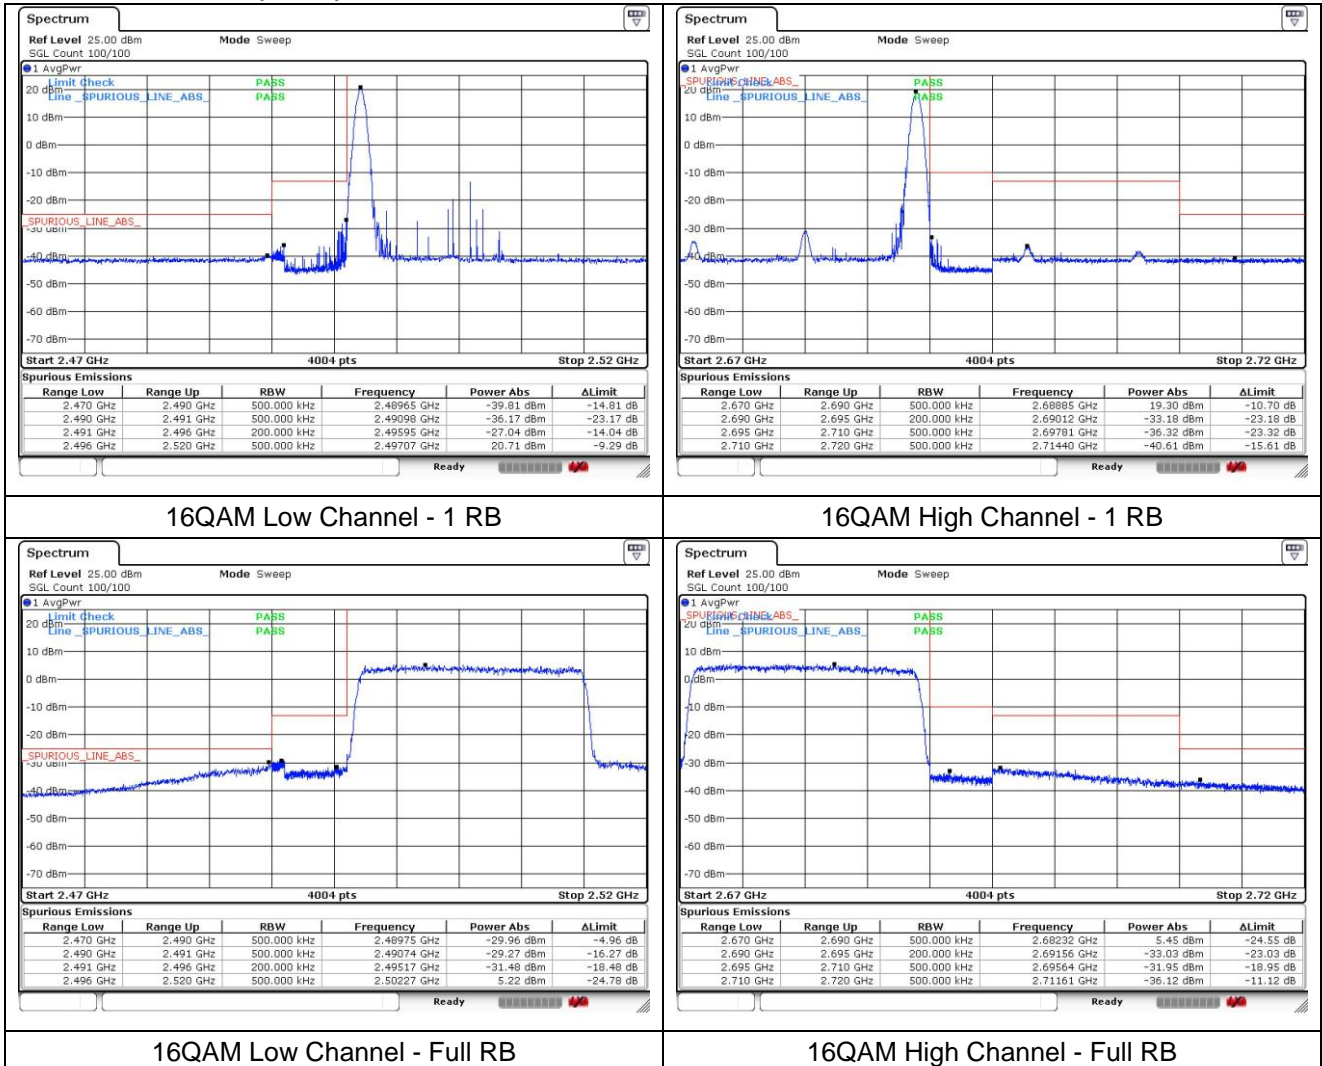 Spectrum
Ref Level 25.00 dBm Mode Sweep
SGL Count 100/100
1 AvgPwr
Limit Check PASS
20 dBm
Line _SPURIOUS_LINE_ABS_ PASS
10 dBm
0 dBm
-10 dBm
-20 dBm
_SPURIOUS_LINE_ABS_
-30 dBm
-40 dBm
-50 dBm
-60 dBm
-70 dBm
Start 2.47 GHz 4004 pts Stop 2.52 GHz
Spurious Emissions
Range Low Range Up RBW Frequency Power Abs ΔLimit
2.470 GHz 2.490 GHz 500.000 kHz 2.48965 GHz -39.81 dBm -14.81 dB
2.490 GHz 2.491 GHz 500.000 kHz 2.49098 GHz -36.17 dBm -23.17 dB
2.491 GHz 2.496 GHz 200.000 kHz 2.49595 GHz -27.04 dBm -14.04 dB
2.496 GHz 2.520 GHz 500.000 kHz 2.49707 GHz 20.71 dBm -9.29 dB
Ready
16QAM Low Channel - 1 RB
Spectrum
Ref Level 25.00 dBm Mode Sweep
SGL Count 100/100
1 AvgPwr
_SPURIOUS_LINE_ABS_
Limit Check PASS
20 dBm
Line _SPURIOUS_LINE_ABS_ PASS
10 dBm
0 dBm
-10 dBm
-20 dBm
-30 dBm
-40 dBm
-50 dBm
-60 dBm
-70 dBm
Start 2.67 GHz 4004 pts Stop 2.72 GHz
Spurious Emissions
Range Low Range Up RBW Frequency Power Abs ΔLimit
2.670 GHz 2.690 GHz 500.000 kHz 2.68885 GHz 19.30 dBm -10.70 dB
2.690 GHz 2.695 GHz 200.000 kHz 2.69012 GHz -33.18 dBm -23.18 dB
2.695 GHz 2.710 GHz 500.000 kHz 2.69781 GHz -36.32 dBm -23.32 dB
2.710 GHz 2.720 GHz 500.000 kHz 2.71440 GHz -40.61 dBm -15.61 dB
Ready
16QAM High Channel - 1 RB
Spectrum
Ref Level 25.00 dBm Mode Sweep
SGL Count 100/100
1 AvgPwr
Limit Check PASS
20 dBm
Line _SPURIOUS_LINE_ABS_ PASS
10 dBm
0 dBm
-10 dBm
-20 dBm
_SPURIOUS_LINE_ABS_
-30 dBm
-40 dBm
-50 dBm
-60 dBm
-70 dBm
Start 2.47 GHz 4004 pts Stop 2.52 GHz
Spurious Emissions
Range Low Range Up RBW Frequency Power Abs ΔLimit
2.470 GHz 2.490 GHz 500.000 kHz 2.48975 GHz -29.96 dBm -4.96 dB
2.490 GHz 2.491 GHz 500.000 kHz 2.49074 GHz -29.27 dBm -16.27 dB
2.491 GHz 2.496 GHz 200.000 kHz 2.49517 GHz -31.48 dBm -18.48 dB
2.496 GHz 2.520 GHz 500.000 kHz 2.50227 GHz 5.22 dBm -24.78 dB
Ready
16QAM Low Channel - Full RB
Spectrum
Ref Level 25.00 dBm Mode Sweep
SGL Count 100/100
1 AvgPwr
_SPURIOUS_LINE_ABS_
Limit Check PASS
20 dBm
Line _SPURIOUS_LINE_ABS_ PASS
10 dBm
0 dBm
-10 dBm
-20 dBm
-30 dBm
-40 dBm
-50 dBm
-60 dBm
-70 dBm
Start 2.67 GHz 4004 pts Stop 2.72 GHz
Spurious Emissions
Range Low Range Up RBW Frequency Power Abs ΔLimit
2.670 GHz 2.690 GHz 500.000 kHz 2.68232 GHz 5.45 dBm -24.55 dB
2.690 GHz 2.695 GHz 200.000 kHz 2.69156 GHz -33.03 dBm -23.03 dB
2.695 GHz 2.710 GHz 500.000 kHz 2.69564 GHz -31.95 dBm -18.95 dB
2.710 GHz 2.720 GHz 500.000 kHz 2.71161 GHz -36.12 dBm -11.12 dB
Ready
16QAM High Channel - Full RB